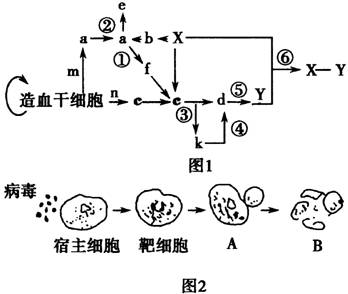 e
a ② a b X ⑥
m ① f X—Y
造血干细胞 n c c d ⑤ Y
③ k ④
图1
病毒
宿主细胞 靶细胞 A B
图2